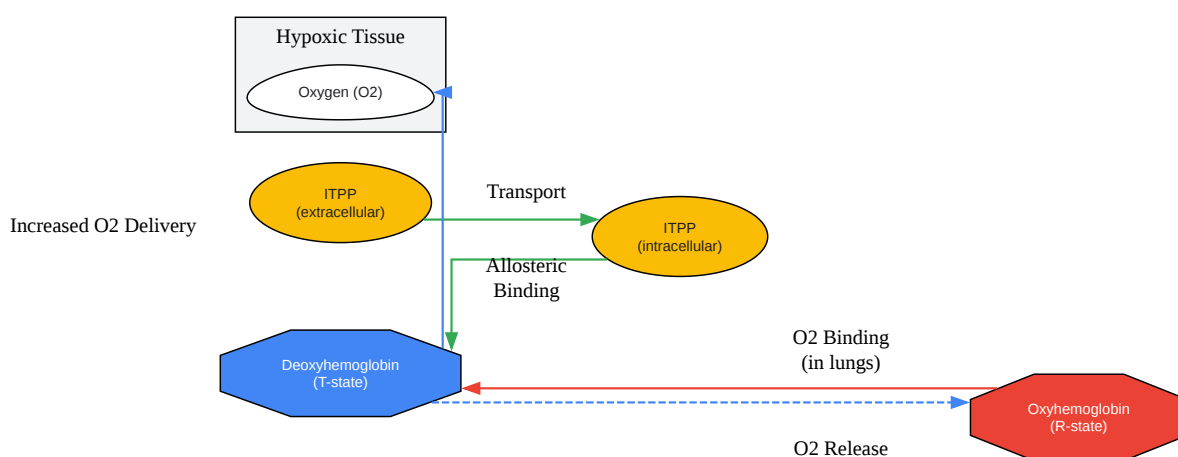 Hypoxic Tissue
Oxygen (O2)
ITPP
(extracellular)
Transport
ITPP
(intracellular)
Increased O2 Delivery
Allosteric
Binding
O2 Binding
(in lungs)
Deoxyhemoglobin
(T-state)
Oxyhemoglobin
(R-state)
O2 Release